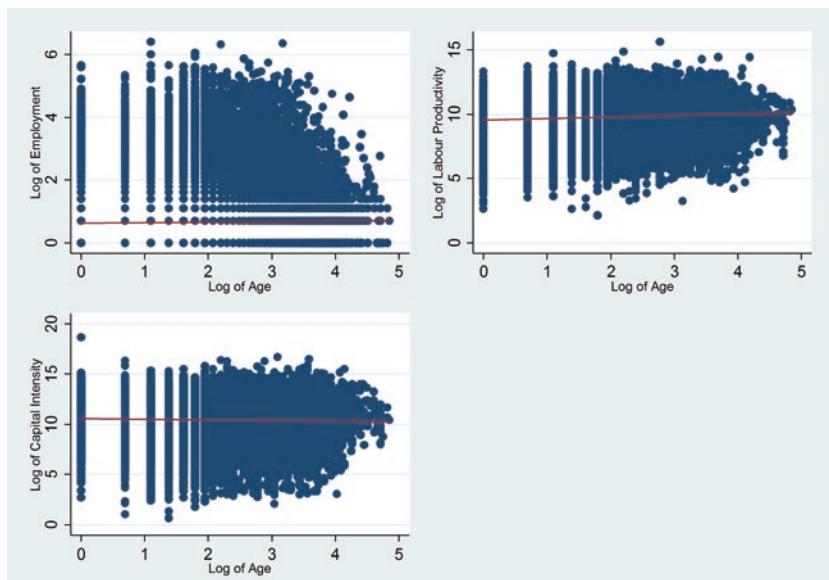 Log of Employment
6
4
2
0
0 1 2 3 4 5
Log of Age
Log of Labour Productivity
15
10
5
0
0 1 2 3 4 5
Log of Age
Log of Capital Intensity
20
15
10
5
0
0 1 2 3 4 5
Log of Age